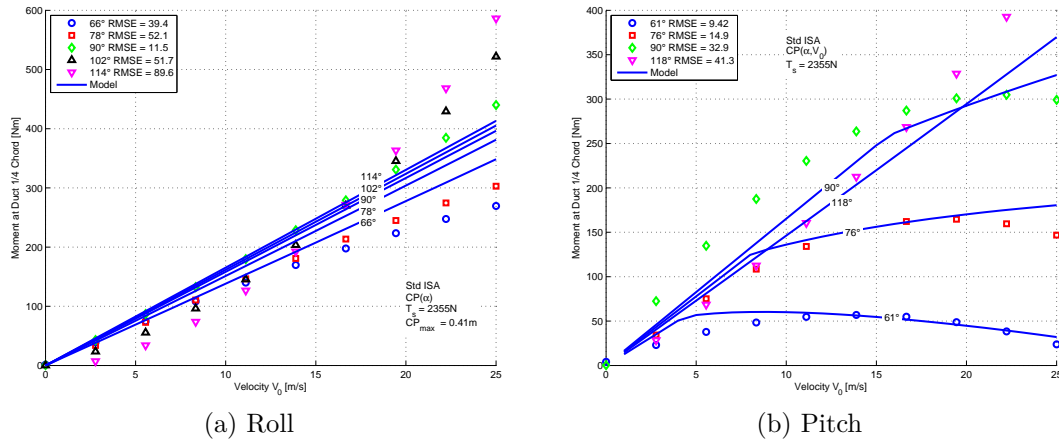 600
500
400
300
200
100
0
0 5 10 15 20 25
Moment at Duct 1/4 Chord [Nm]
Velocity V_0 [m/s]
66° RMSE = 39.4
78° RMSE = 52.1
90° RMSE = 11.5
102° RMSE = 51.7
114° RMSE = 89.6
Model
114°
102°
90°
78°
66°
Std ISA
CP(α)
T_s = 2355N
CP_max = 0.41m
(a) Roll
400
350
300
250
200
150
100
50
0
0 5 10 15 20 25
Moment at Duct 1/4 Chord [Nm]
Velocity V_0 [m/s]
61° RMSE = 9.42
76° RMSE = 14.9
90° RMSE = 32.9
118° RMSE = 41.3
Model
Std ISA
CP(α,V_0)
T_s = 2355N
90°
118°
76°
61°
(b) Pitch